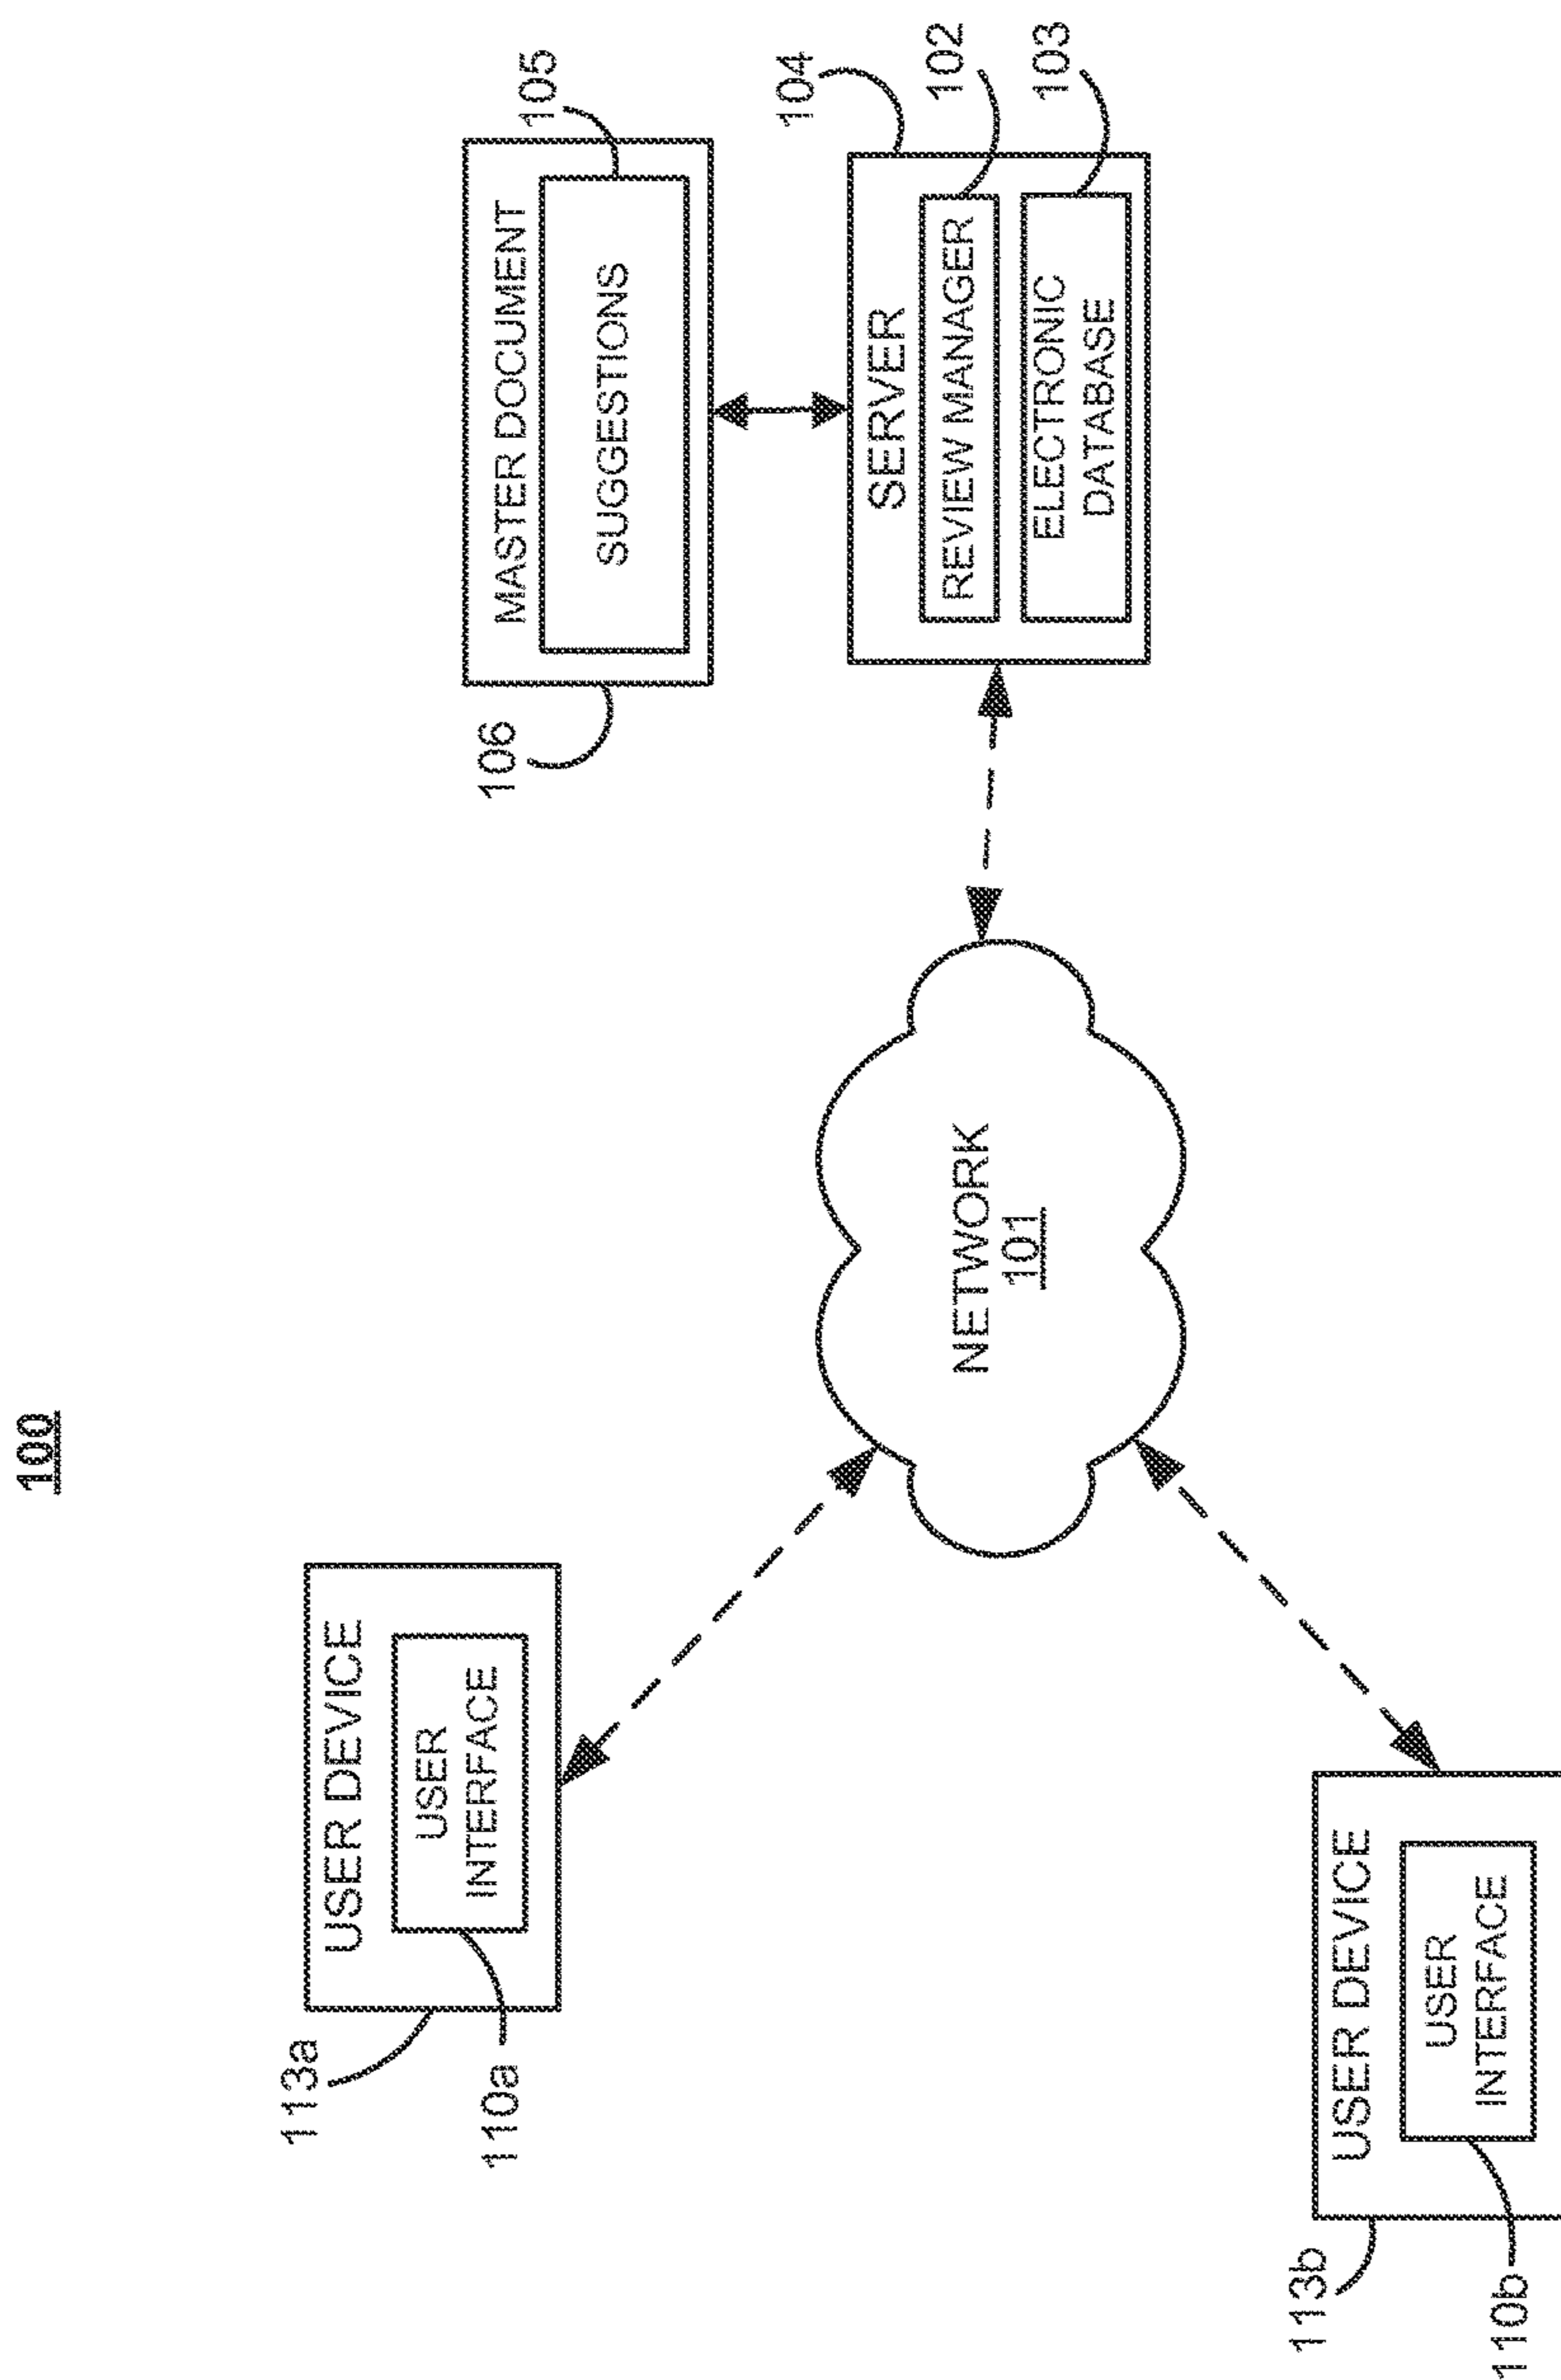 100
113a
USER DEVICE
110a
USER
INTERFACE
106
MASTER DOCUMENT
105
SUGGESTIONS
NETWORK
101
104
SERVER
102
REVIEW MANAGER
103
ELECTRONIC
DATABASE
113b
USER DEVICE
110b
USER
INTERFACE